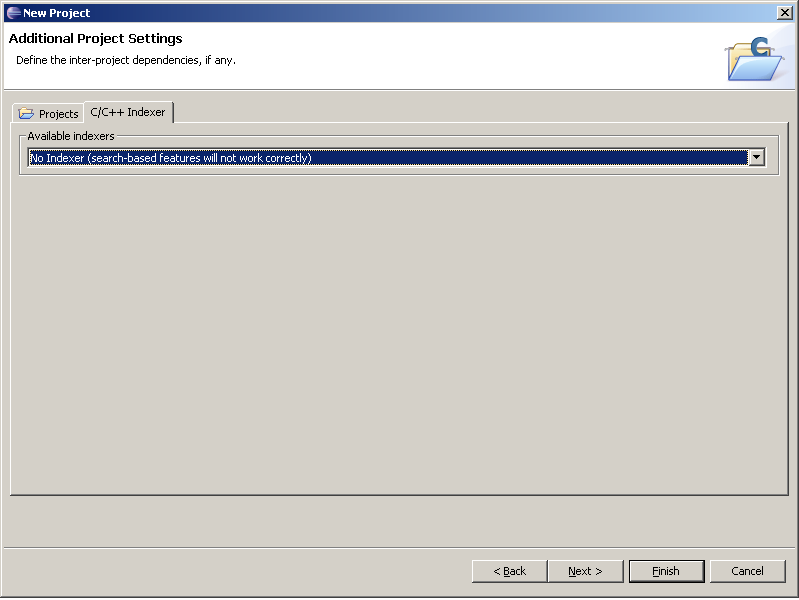 New Project
Additional Project Settings
Define the inter-project dependencies, if any.
C
Projects
C/C++ Indexer
Available indexers
No Indexer (search-based features will not work correctly)
< Back
Next >
Finish
Cancel